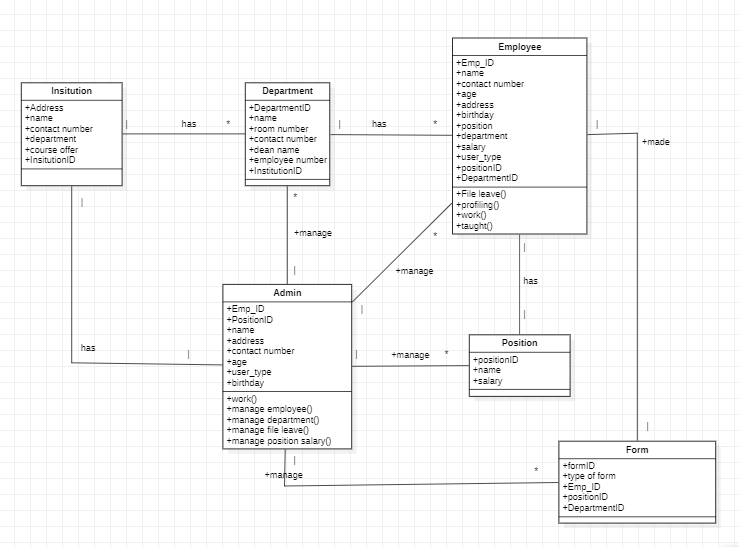 Insitution
+Address
+name
+contact number
+department
+course offer
+InsitutionID
|
has
*
Department
+DepartmentID
+name
+room number
+contact number
+dean name
+employee number
+InstitutionID
|
has
*
Employee
+Emp_ID
+name
+contact number
+age
+address
+birthday
+position
+department
+salary
+user_type
+positionID
+DepartmentID
+File leave()
+profiling()
+work()
+taught()
|
+made
|
*
+manage
|
*
+manage
|
|
has
|
|
has
|
Admin
+Emp_ID
+PositionID
+name
+address
+contact number
+age
+user_type
+birthday
+work()
+manage employee()
+manage department()
+manage file leave()
+manage position salary()
|
+manage
*
Position
+positionID
+name
+salary
|
+manage
*
Form
+formID
+type of form
+Emp_ID
+positionID
+DepartmentID